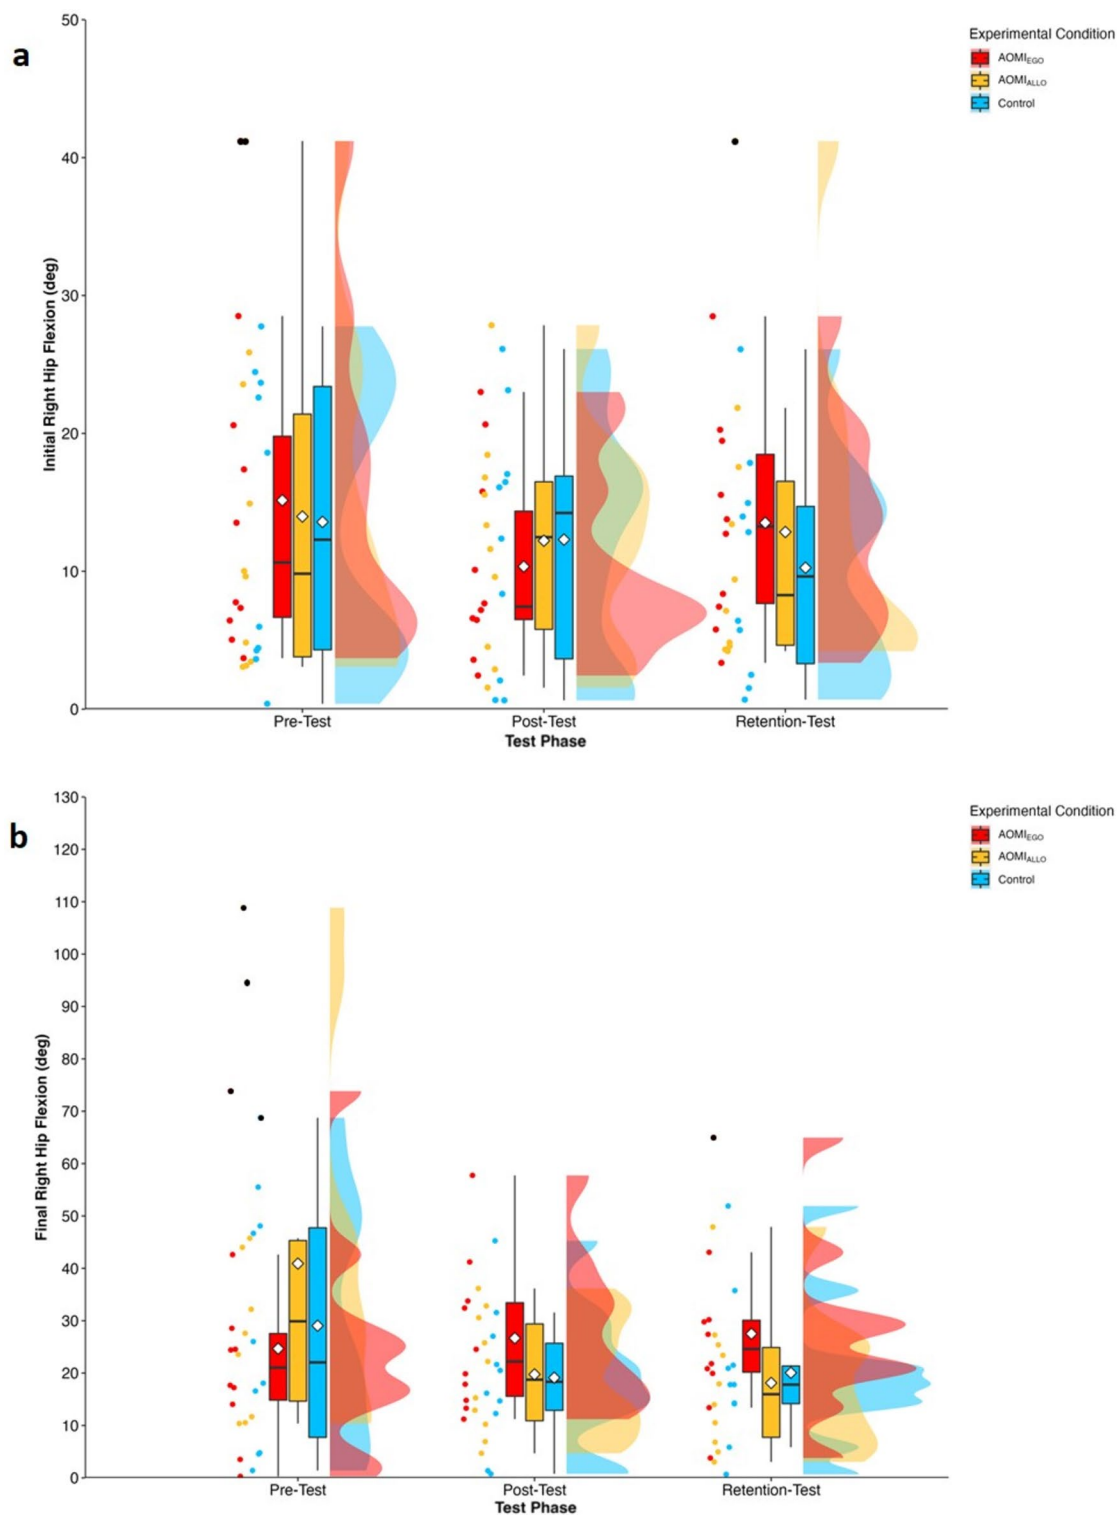 a
50
40
30
20
10
0
Initial Right Hip Flexion (deg)
Pre-Test
Post-Test
Retention-Test
Test Phase
Experimental Condition
AOMIEGO
AOMIALLO
Control
b
130
120
110
100
90
80
70
60
50
40
30
20
10
0
Final Right Hip Flexion (deg)
Pre-Test
Post-Test
Retention-Test
Test Phase
Experimental Condition
AOMIEGO
AOMIALLO
Control